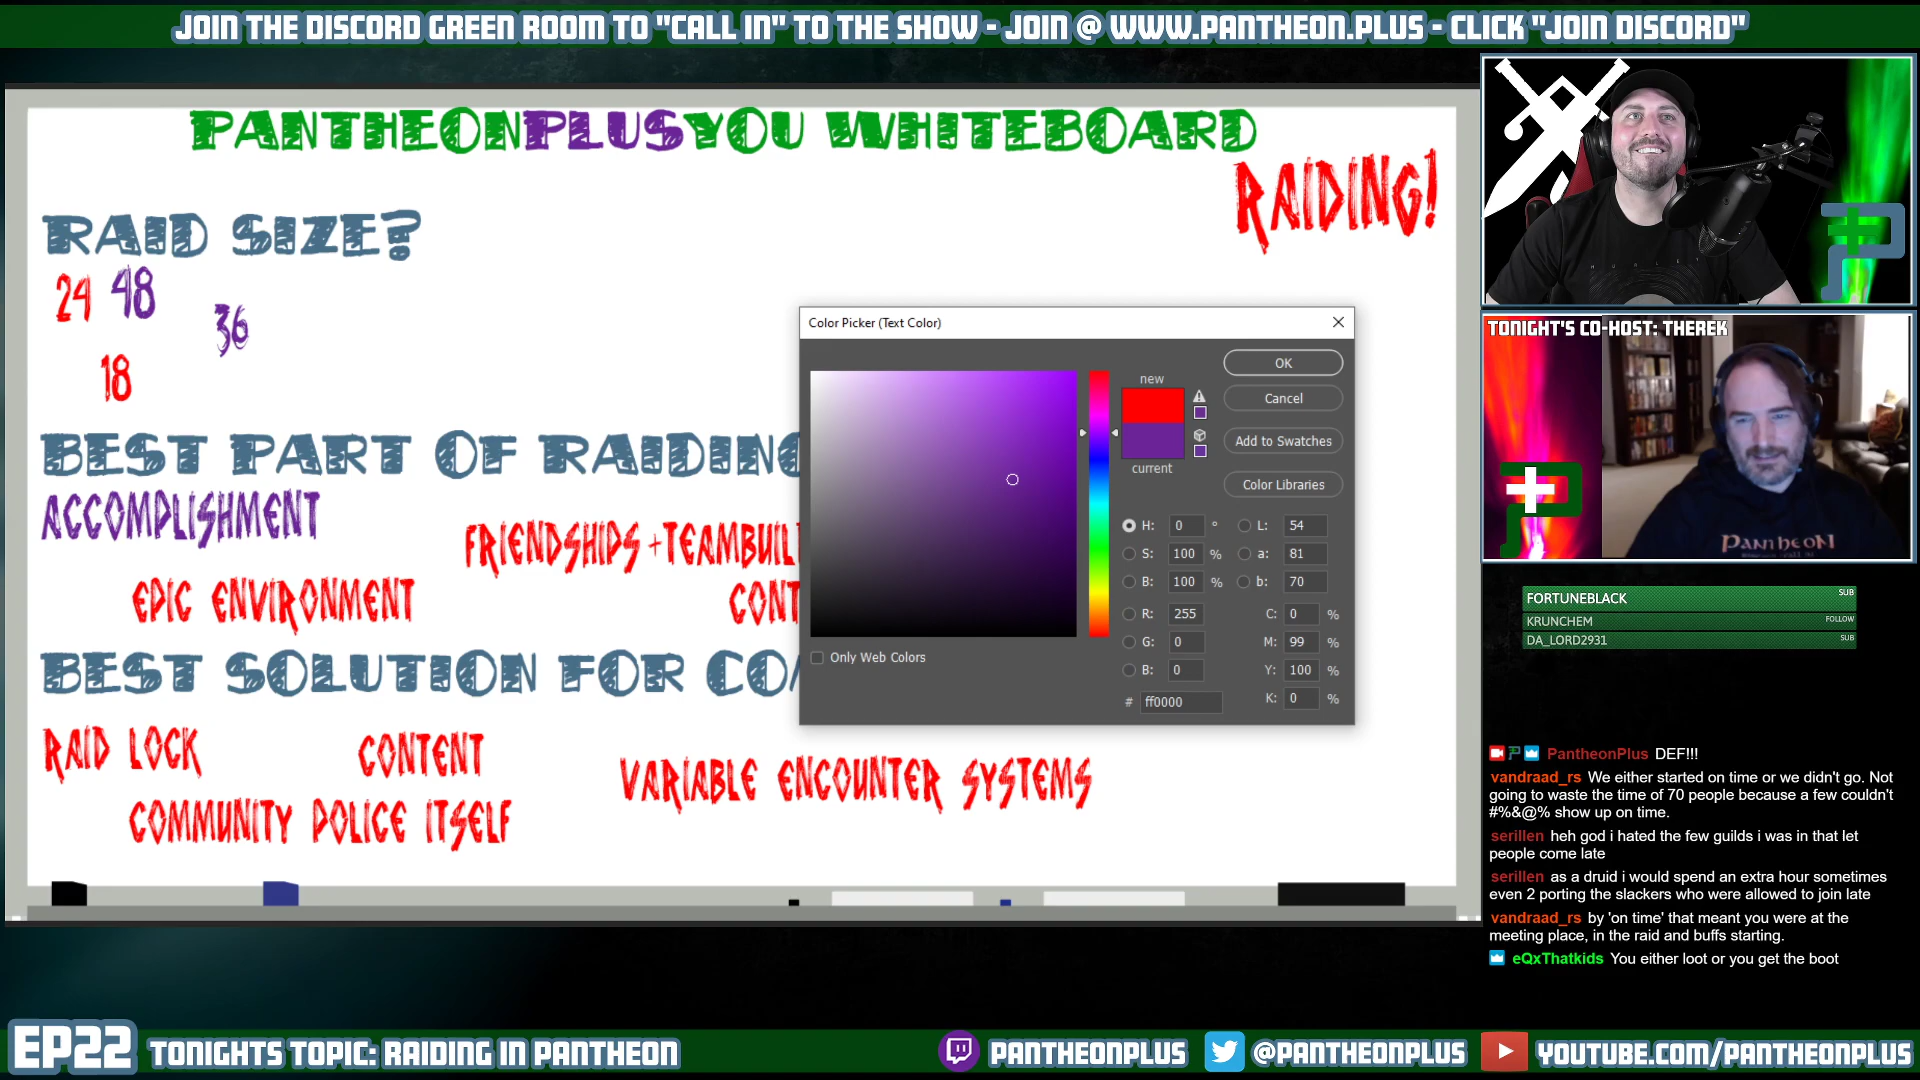 JOIN THE DISCORD GREEN ROOM TO "CALL IN" TO THE SHOW - JOIN @ WWW.PANTHEON.PLUS - CLICK "JOIN DISCORD"
PANTHEONPLUSYOU WHITEBOARD
RAIDING!
RAID SIZE?
24 48
36
18
BEST PART OF RAIDING
ACCOMPLISHMENT
FRIENDSHIPS + TEAMBUIL
EPIC ENVIRONMENT
CONT
BEST SOLUTION FOR CO
RAID LOCK
CONTENT
VARIABLE ENCOUNTER SYSTEMS
COMMUNITY POLICE ITSELF
Color Picker (Text Color)
new
current
OK
Cancel
Add to Swatches
Color Libraries
H: 0 ° L: 54
S: 100 % a: 81
B: 100 % b: 70
R: 255 C: 0 %
G: 0 M: 99 %
B: 0 Y: 100 %
# ff0000 K: 0 %
Only Web Colors
TONIGHT'S CO-HOST: THEREK
PANTHEON
FORTUNEBLACK SUB
KRUNCHEM FOLLOW
DA_LORD2931 SUB
PantheonPlus DEF!!!
vandraad_rs We either started on time or we didn't go. Not
going to waste the time of 70 people because a few couldn't
#%&@% show up on time.
serillen heh god i hated the few guilds i was in that let
people come late
serillen as a druid i would spend an extra hour sometimes
even 2 porting the slackers who were allowed to join late
vandraad_rs by 'on time' that meant you were at the
meeting place, in the raid and buffs starting.
eQxThatkids You either loot or you get the boot
EP22 TONIGHTS TOPIC: RAIDING IN PANTHEON
PANTHEONPLUS
@PANTHEONPLUS
YOUTUBE.COM/PANTHEONPLUS